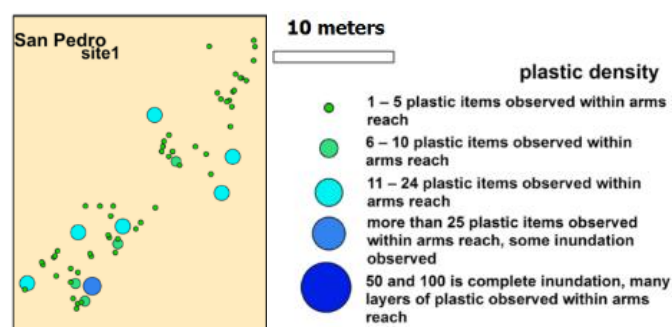 San Pedro
site1
10 meters
plastic density
1 – 5 plastic items observed within arms
reach
6 – 10 plastic items observed within
arms reach
11 – 24 plastic items observed within
arms reach
more than 25 plastic items observed
within arms reach, some inundation
observed
50 and 100 is complete inundation, many
layers of plastic observed within arms
reach